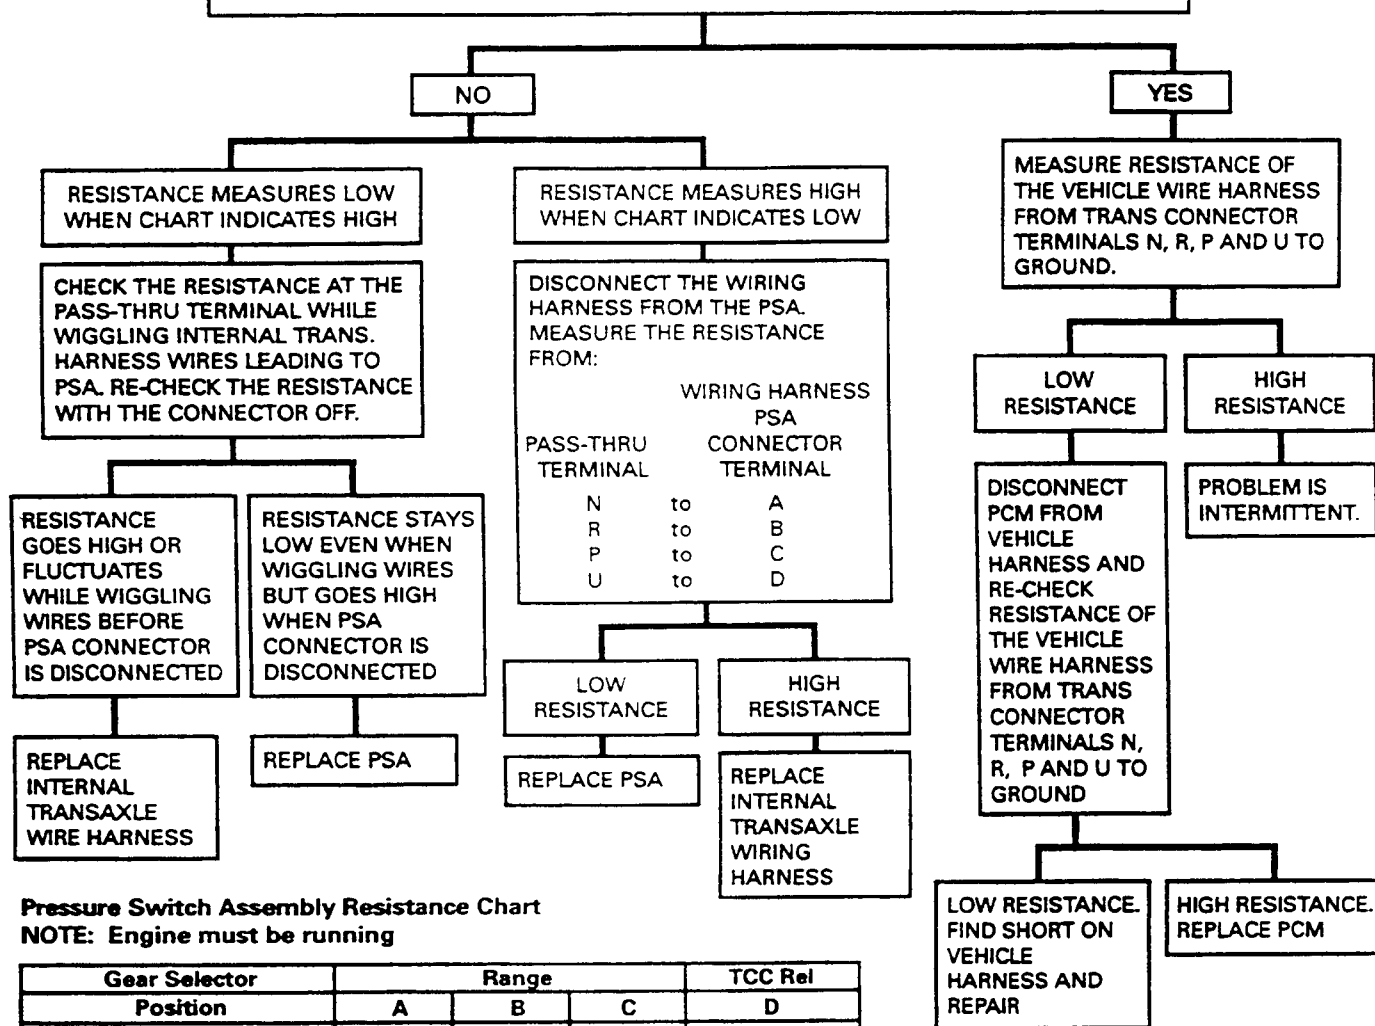 NO
YES
RESISTANCE MEASURES LOW
WHEN CHART INDICATES HIGH
CHECK THE RESISTANCE AT THE
PASS-THRU TERMINAL WHILE
WIGGLING INTERNAL TRANS.
HARNESS WIRES LEADING TO
PSA. RE-CHECK THE RESISTANCE
WITH THE CONNECTOR OFF.
RESISTANCE
GOES HIGH OR
FLUCTUATES
WHILE WIGGLING
WIRES BEFORE
PSA CONNECTOR
IS DISCONNECTED
REPLACE
INTERNAL
TRANSAXLE
WIRE HARNESS
RESISTANCE STAYS
LOW EVEN WHEN
WIGGLING WIRES
BUT GOES HIGH
WHEN PSA
CONNECTOR IS
DISCONNECTED
REPLACE PSA
RESISTANCE MEASURES HIGH
WHEN CHART INDICATES LOW
DISCONNECT THE WIRING
HARNESS FROM THE PSA.
MEASURE THE RESISTANCE
FROM:
WIRING HARNESS
PSA
PASS-THRU CONNECTOR
TERMINAL TERMINAL
N to A
R to B
P to C
U to D
LOW
RESISTANCE
REPLACE PSA
HIGH
RESISTANCE
REPLACE
INTERNAL
TRANSAXLE
WIRING
HARNESS
MEASURE RESISTANCE OF
THE VEHICLE WIRE HARNESS
FROM TRANS CONNECTOR
TERMINALS N, R, P AND U TO
GROUND.
LOW
RESISTANCE
DISCONNECT
PCM FROM
VEHICLE
HARNESS AND
RE-CHECK
RESISTANCE OF
THE VEHICLE
WIRE HARNESS
FROM TRANS
CONNECTOR
TERMINALS N,
R, P AND U TO
GROUND
HIGH
RESISTANCE
PROBLEM IS
INTERMITTENT.
LOW RESISTANCE.
FIND SHORT ON
VEHICLE
HARNESS AND
REPAIR
HIGH RESISTANCE.
REPLACE PCM
Pressure Switch Assembly Resistance Chart
NOTE: Engine must be running
Gear Selector Range TCC Rel
Position A B C D